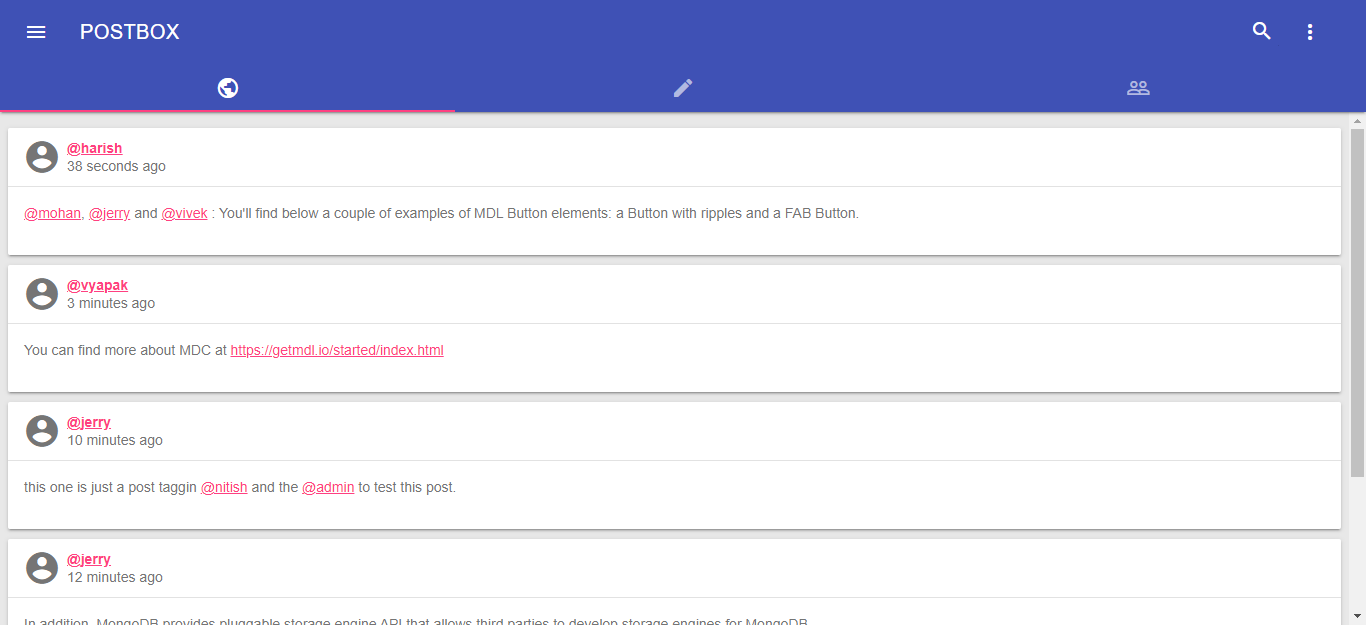 POSTBOX
@harish
38 seconds ago
@mohan, @jerry and @vivek : You'll find below a couple of examples of MDL Button elements: a Button with ripples and a FAB Button.
@vyapak
3 minutes ago
You can find more about MDC at https://getmdl.io/started/index.html
@jerry
10 minutes ago
this one is just a post taggin @nitish and the @admin to test this post.
@jerry
12 minutes ago
In addition, MongoDB provides pluggable storage engine API that allows third parties to develop storage engines for MongoDB.